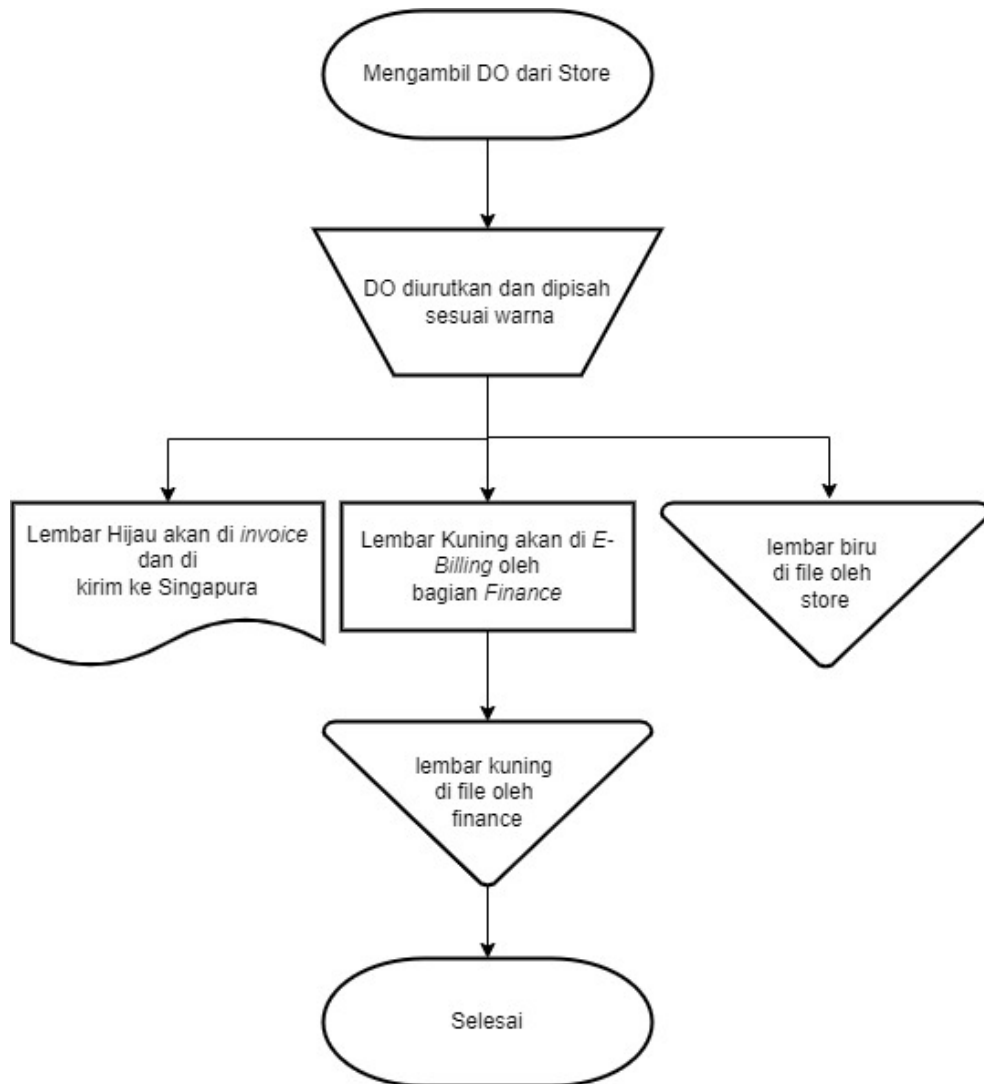 Mengambil DO dari Store
DO diurutkan dan dipisah
sesuai warna
Lembar Hijau akan di invoice
dan di
kirim ke Singapura
Lembar Kuning akan di E-
Billing oleh
bagian Finance
lembar biru
di file oleh
store
lembar kuning
di file oleh
finance
Selesai